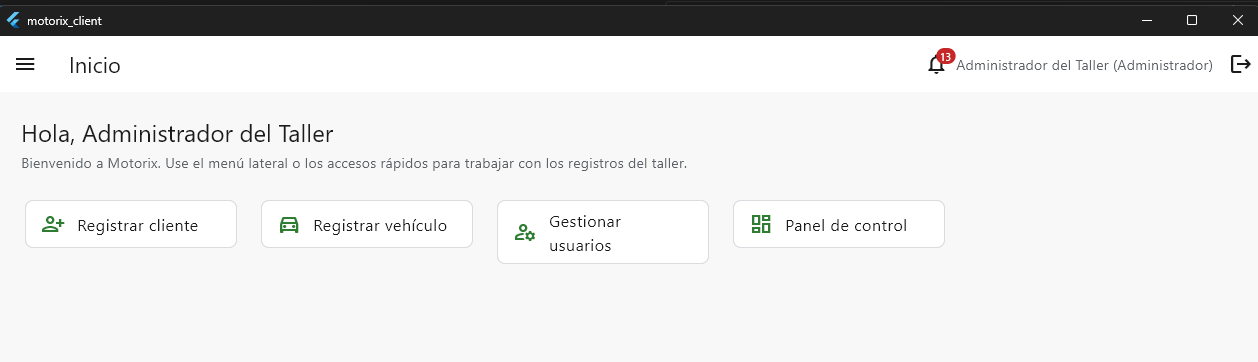 motorix_client
Inicio
13
Administrador del Taller (Administrador)
Hola, Administrador del Taller
Bienvenido a Motorix. Use el menú lateral o los accesos rápidos para trabajar con los registros del taller.
Registrar cliente
Registrar vehículo
Gestionar
usuarios
Panel de control